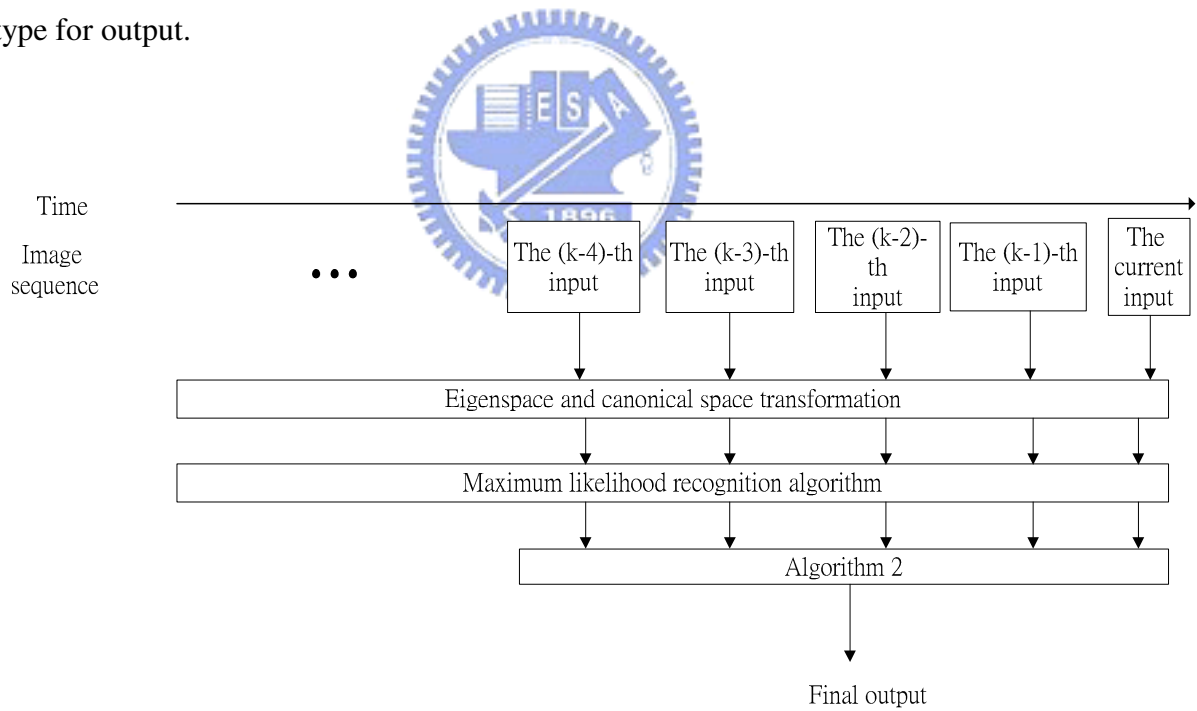 type for output.
E S A
1896
Time
Image
sequence
The (k-4)-th
input
The (k-3)-th
input
The (k-2)-
th
input
The (k-1)-th
input
The
current
input
Eigenspace and canonical space transformation
Maximum likelihood recognition algorithm
Algorithm 2
Final output